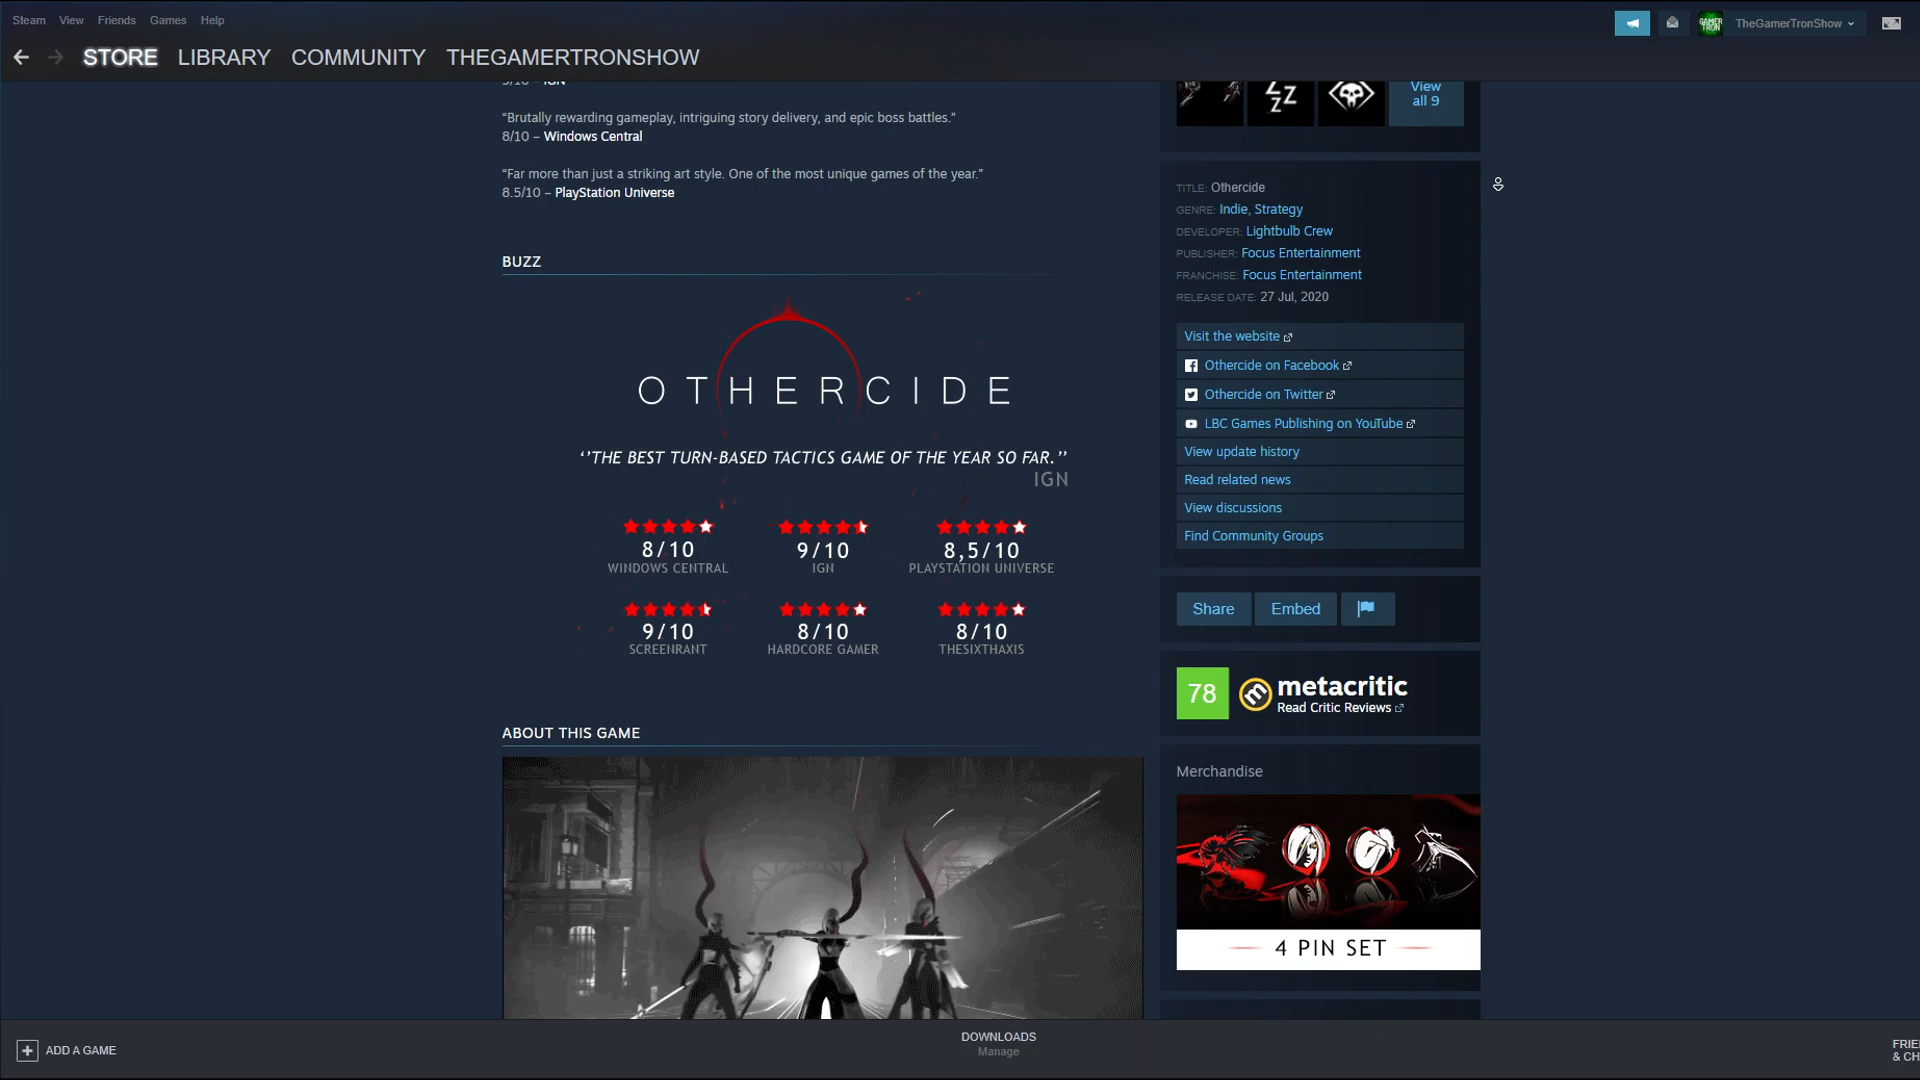 Steam View Friends Games Help
TheGamerTronShow
STORE LIBRARY COMMUNITY THEGAMERTRONSHOW
“Brutally rewarding gameplay, intriguing story delivery, and epic boss battles.”
8/10 – Windows Central
“Far more than just a striking art style. One of the most unique games of the year.”
8.5/10 – PlayStation Universe
BUZZ
OTHERCIDE
‘’THE BEST TURN-BASED TACTICS GAME OF THE YEAR SO FAR.’’
IGN
8/10
WINDOWS CENTRAL
9/10
IGN
8,5/10
PLAYSTATION UNIVERSE
9/10
SCREENRANT
8/10
HARDCORE GAMER
8/10
THESIXTHAXIS
ABOUT THIS GAME
View
all 9
TITLE: Othercide
GENRE: Indie, Strategy
DEVELOPER: Lightbulb Crew
PUBLISHER: Focus Entertainment
FRANCHISE: Focus Entertainment
RELEASE DATE: 27 Jul, 2020
Visit the website
Othercide on Facebook
Othercide on Twitter
LBC Games Publishing on YouTube
View update history
Read related news
View discussions
Find Community Groups
Share Embed
78 metacritic
Read Critic Reviews
Merchandise
4 PIN SET
ADD A GAME
DOWNLOADS
Manage